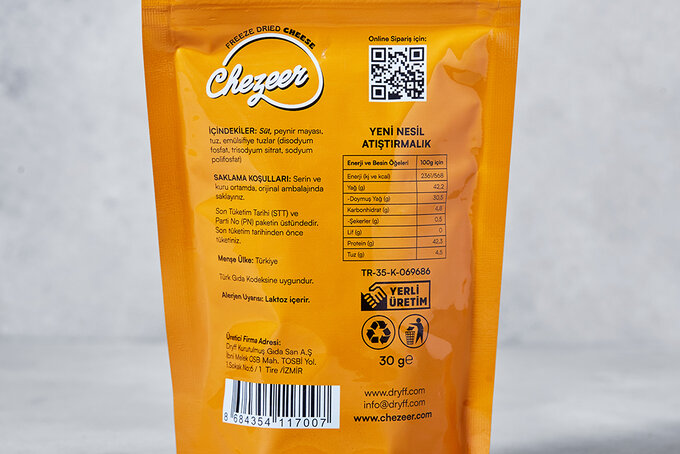 FREEZE DRIED CHEESE
Chezeer
Online Sipariş için:
İÇİNDEKİLER: Süt, peynir mayası,
tuz, emülsifiye tuzlar (disodyum
fosfat, trisodyum sitrat, sodyum
polifosfat)
SAKLAMA KOŞULLARI: Serin ve
kuru ortamda, orijinal ambalajında
saklayınız.
Son Tüketim Tarihi (STT) ve
Parti No (PN) paketin üstündedir.
Son tüketim tarihinden önce
tüketiniz.
Menşe Ülke: Türkiye
Türk Gıda Kodeksine uygundur.
Alerjen Uyarısı: Laktoz içerir.
Üretici Firma Adresi:
Dryff Kurutulmuş Gıda San A.Ş
İbni Melek OSB Mah. TOSBİ Yol.
1.Sokak No:6 / 1 Tire /İZMİR
8 684354 117007
YENİ NESİL
ATIŞTIRMALIK
Enerji ve Besin Öğeleri 100g için
Enerji (kj ve kcal) 2361/568
Yağ (g) 42,2
-Doymuş Yağ (g) 30,5
Karbonhidrat (g) 4,8
-Şekerler (g) 0,5
Lif (g) 0
Protein (g) 42,3
Tuz (g) 4,5
TR-35-K-069686
YERLİ
ÜRETİM
30 g℮
www.dryff.com
info@dryff.com
www.chezeer.com